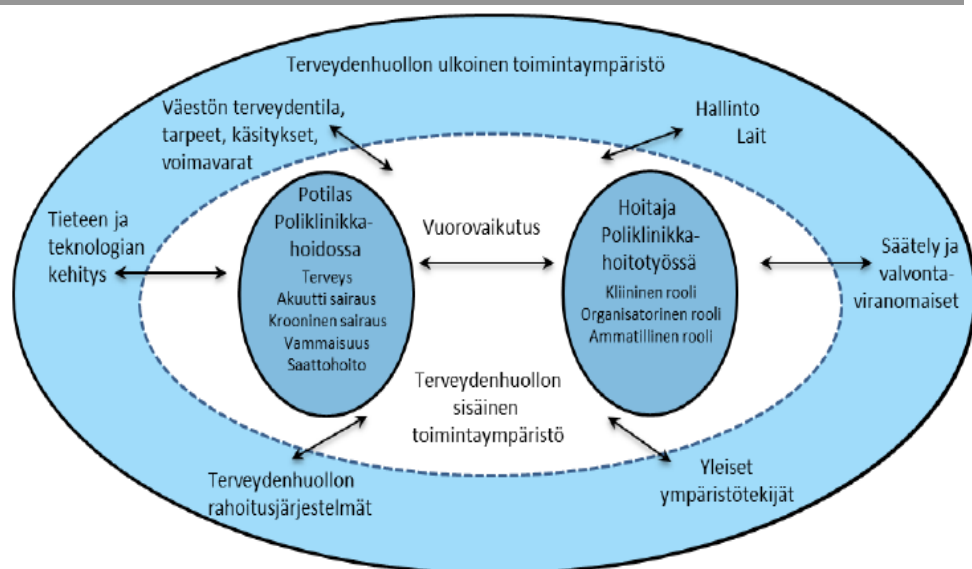 Terveydenhuollon ulkoinen toimintaympäristö
Väestön terveydentila,
tarpeet, käsitykset,
voimavarat
Hallinto
Lait
Tieteen ja
teknologian
kehitys
Potilas
Poliklinikka-
hoidossa
Terveys
Akuutti sairaus
Krooninen sairaus
Vammaisuus
Saattohoito
Vuorovaikutus
Hoitaja
Poliklinikka-
hoitotyössä
Kliininen rooli
Organisatorinen rooli
Ammatillinen rooli
Säätely ja
valvonta-
viranomaiset
Terveydenhuollon
sisäinen
toimintaympäristö
Terveydenhuollon
rahoitusjärjestelmät
Yleiset
ympäristötekijät